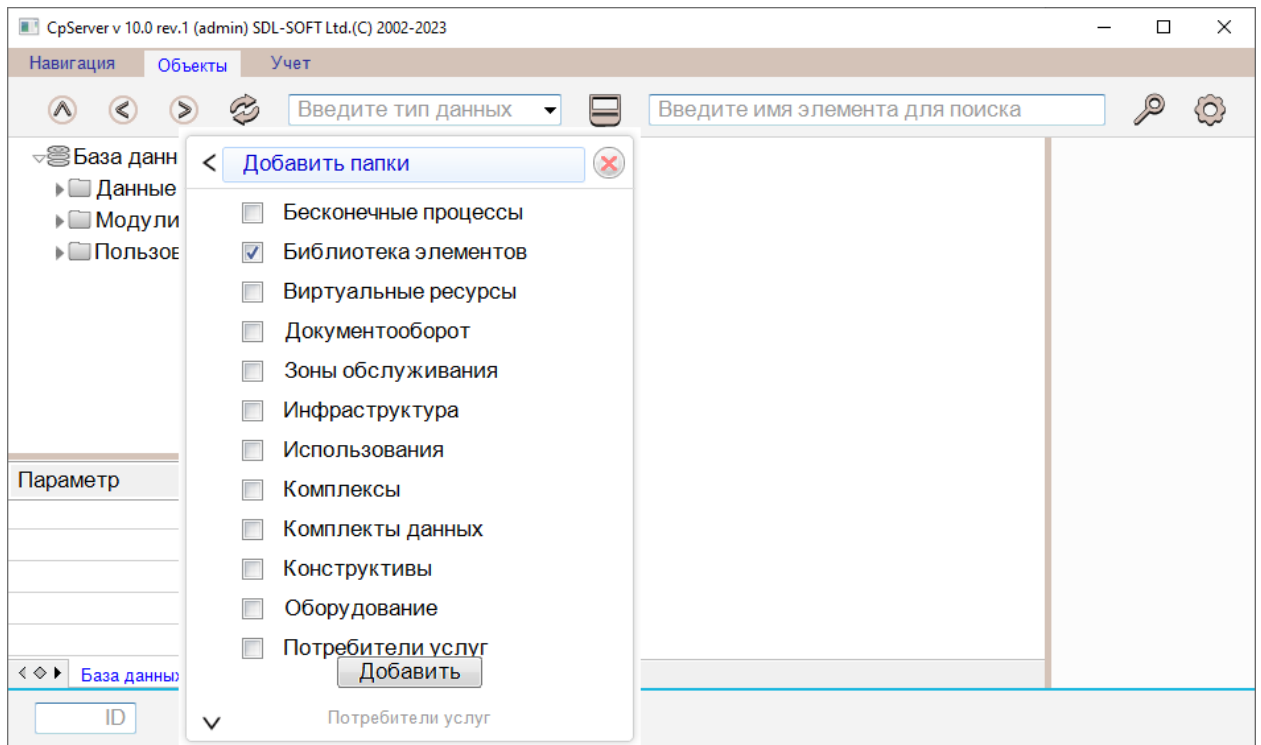 CpServer v 10.0 rev.1 (admin) SDL-SOFT Ltd.(C) 2002-2023
Навигация Объекты Учет
Введите тип данных Введите имя элемента для поиска
База данн
Данные
Модули
Пользов
Добавить папки
Бесконечные процессы
Библиотека элементов
Виртуальные ресурсы
Документооборот
Зоны обслуживания
Инфраструктура
Использования
Комплексы
Комплекты данных
Конструктивы
Оборудование
Потребители услуг
Добавить
Потребители услуг
Параметр
База данных
ID